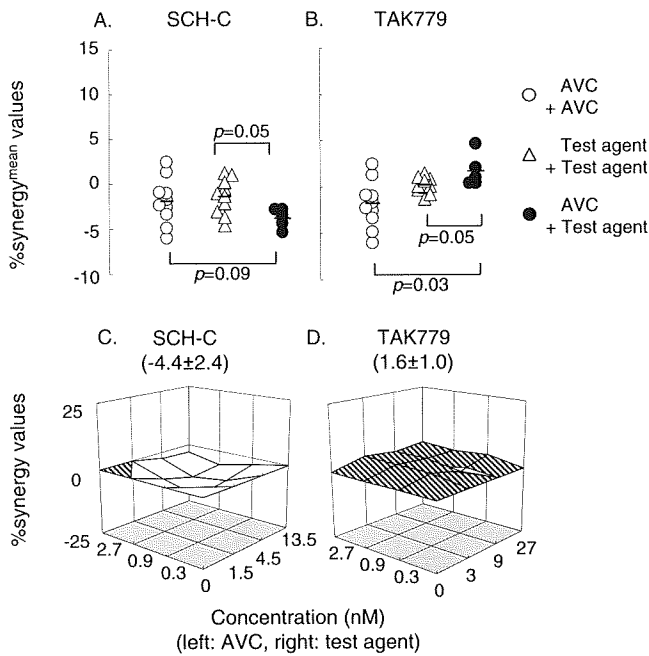 A.
SCH-C
B.
TAK779
15
10
5
0
-5
-10
%synergy^mean values
p=0.05
p=0.09
p=0.05
p=0.03
AVC
+ AVC
Test agent
+ Test agent
AVC
+ Test agent
C.
SCH-C
(-4.4±2.4)
D.
TAK779
(1.6±1.0)
%synergy values
25
0
-25
2.7
0.9
0.3
0
1.5
4.5
13.5
2.7
0.9
0.3
0
3
9
27
Concentration (nM)
(left: AVC, right: test agent)